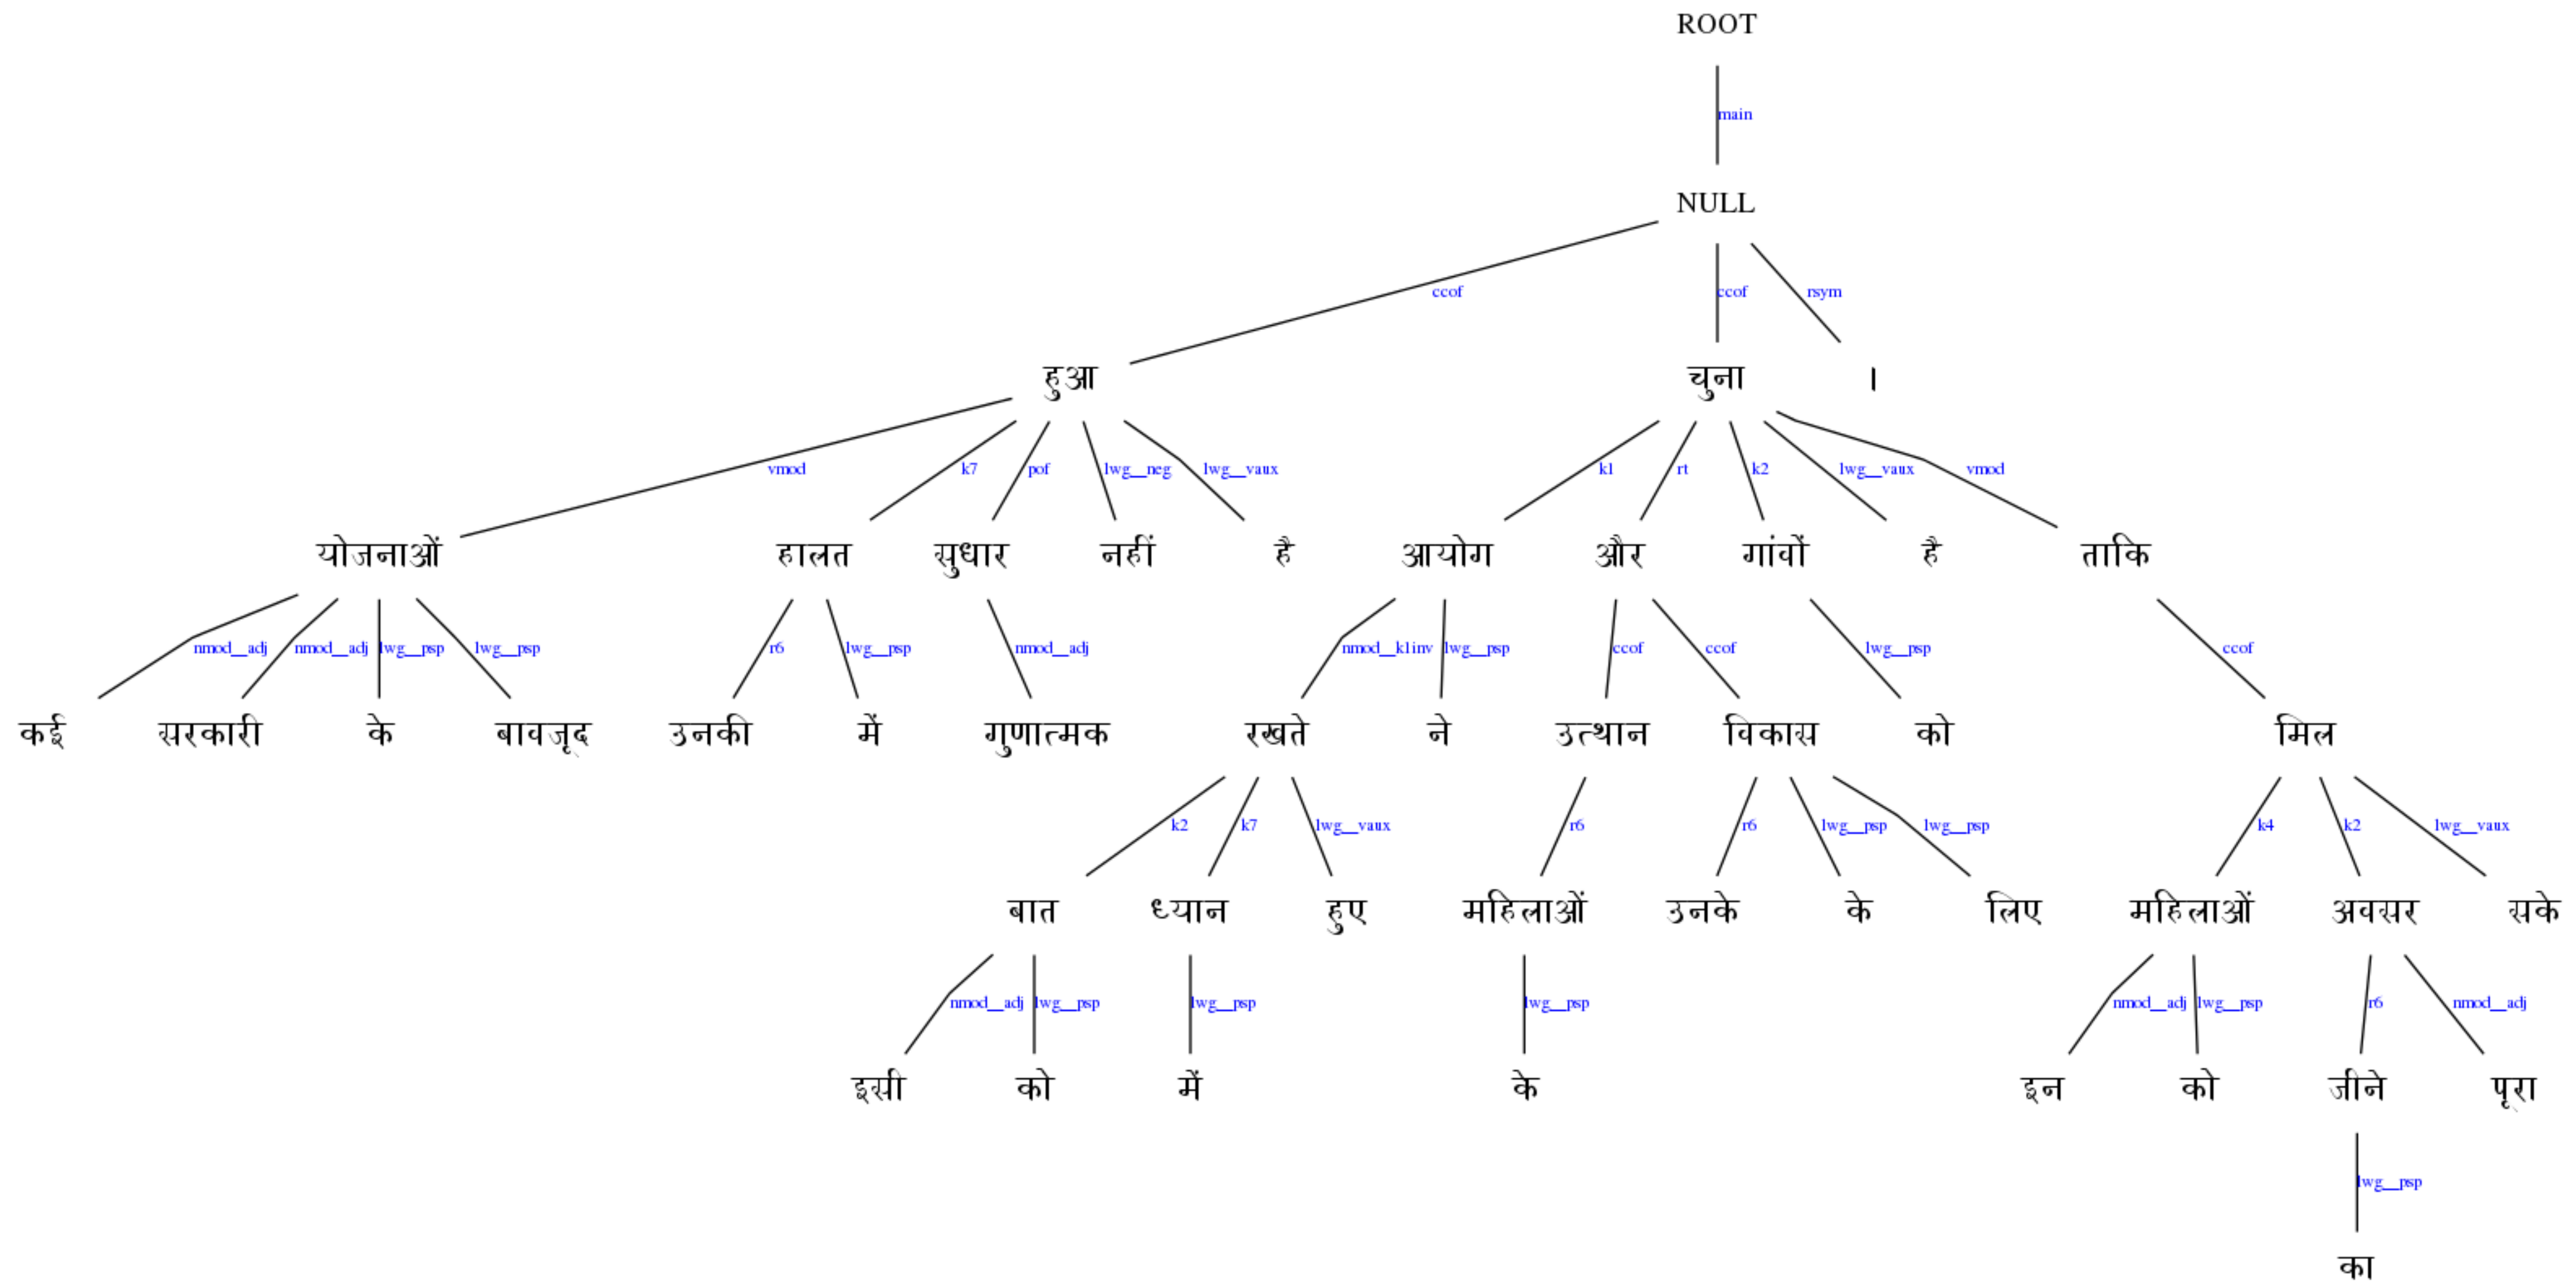 ROOT
main
NULL
ccof ccof rsym
हुआ चुना ।
vmod k7 pof lwg__neg lwg__vaux k1 rt k2 lwg__vaux vmod
योजनाओं हालत सुधार नहीं है आयोग और गांवों है ताकि
nmod__adj nmod__adj lwg__psp lwg__psp r6 lwg__psp nmod__adj nmod__k1inv lwg__psp ccof ccof lwg__psp ccof
कई सरकारी के बावजूद उनकी में गुणात्मक रखते ने उत्थान विकास को मिल
k2 k7 lwg__vaux r6 r6 lwg__psp lwg__psp k4 k2 lwg__vaux
बात ध्यान हुए महिलाओं उनके के लिए महिलाओं अवसर सके
nmod__adj lwg__psp lwg__psp lwg__psp nmod__adj lwg__psp r6 nmod__adj
इसी को में के इन को जीने पूरा
lwg__psp
का